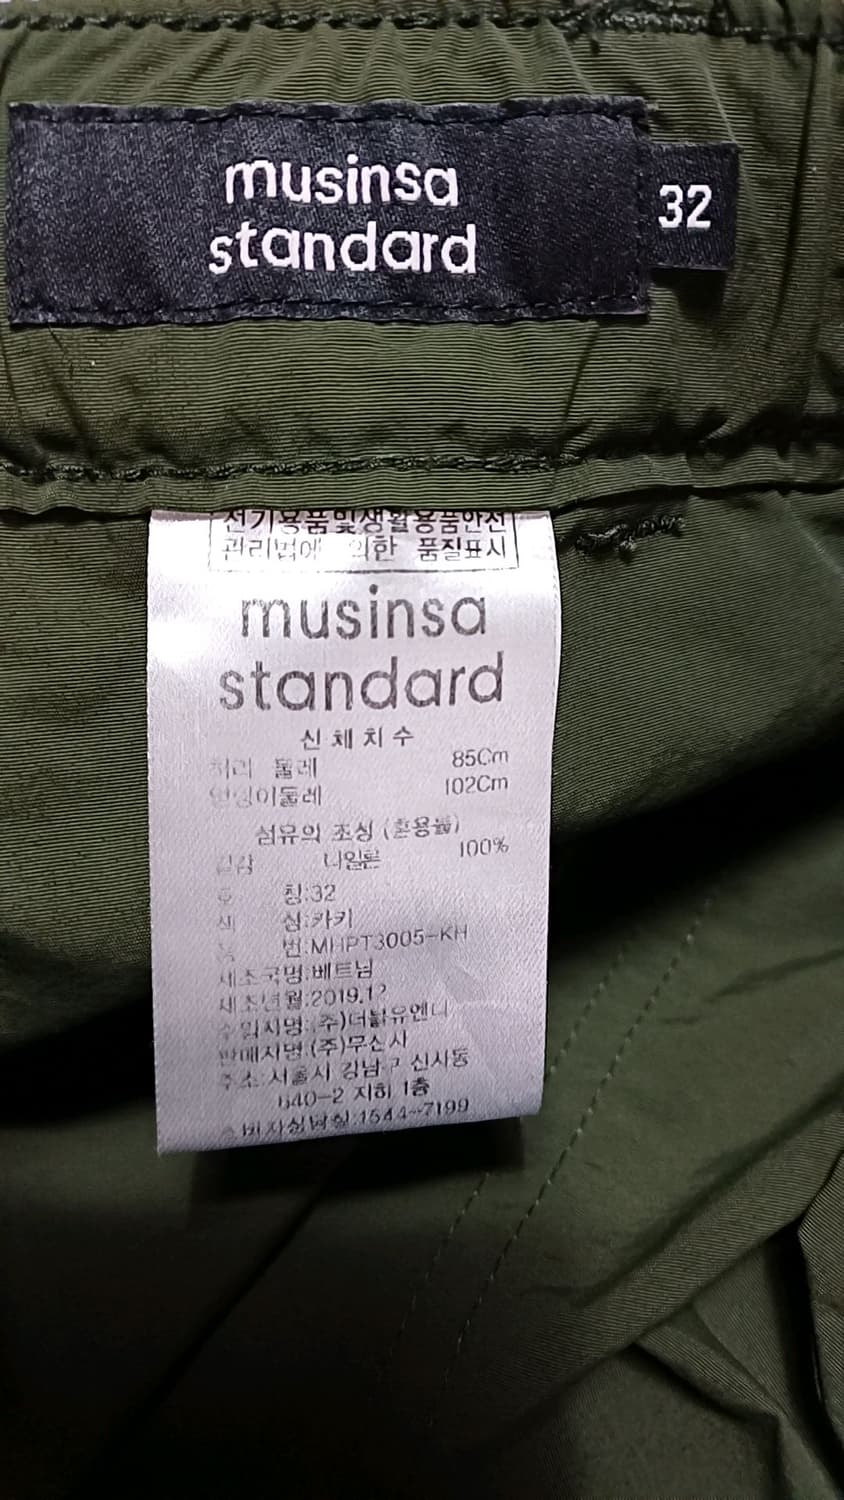 musinsa
standard
32
전기용품및생활용품안전
관리법에 의한 품질표시
musinsa
standard
신체치수
허리 둘레 85Cm
엉덩이둘레 102Cm
섬유의 조성 (혼용률)
겉감 나일론 100%
호 칭:32
색 상:카키
품 번:MHPT3005-KH
제조국명:베트남
제조년월:2019.12
수입자명:(주)더블유엔디
판매자명:(주)무신사
주소:서울시 강남구 신사동
640-2 지하 1층
소비자상담실:1544-7199